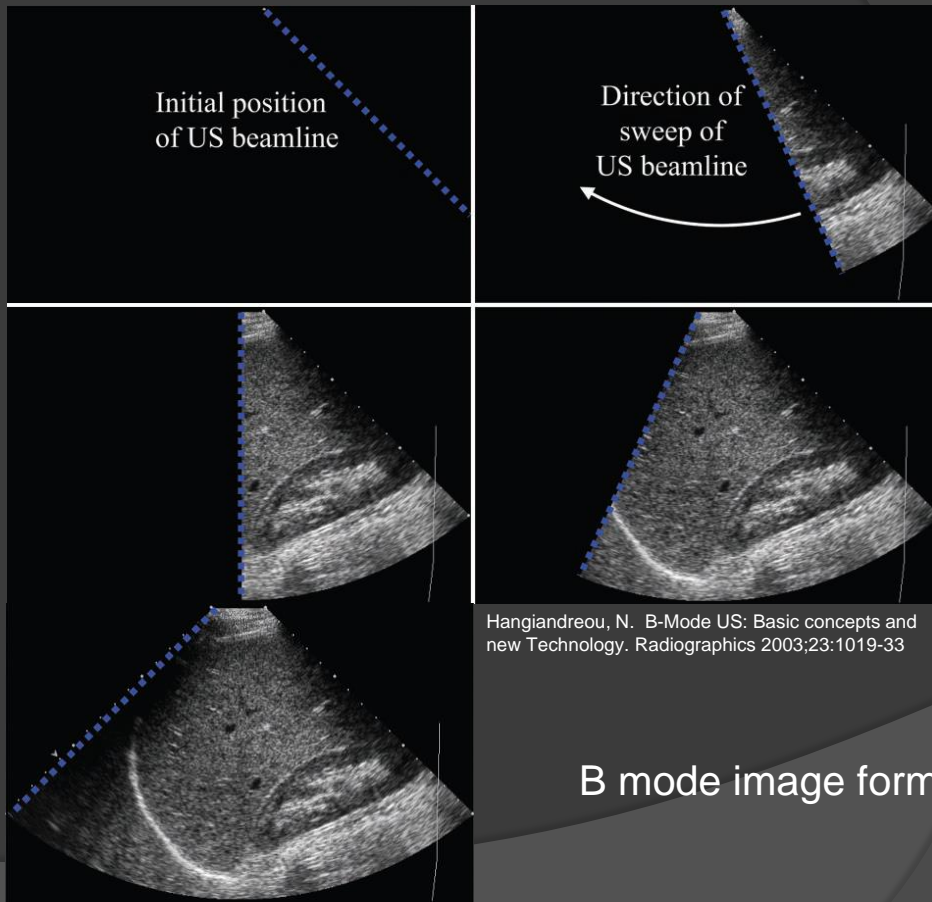 Initial position
of US beamline
Direction of
sweep of
US beamline
Hangiandreou, N. B-Mode US: Basic concepts and
new Technology. Radiographics 2003;23:1019-33
B mode image form